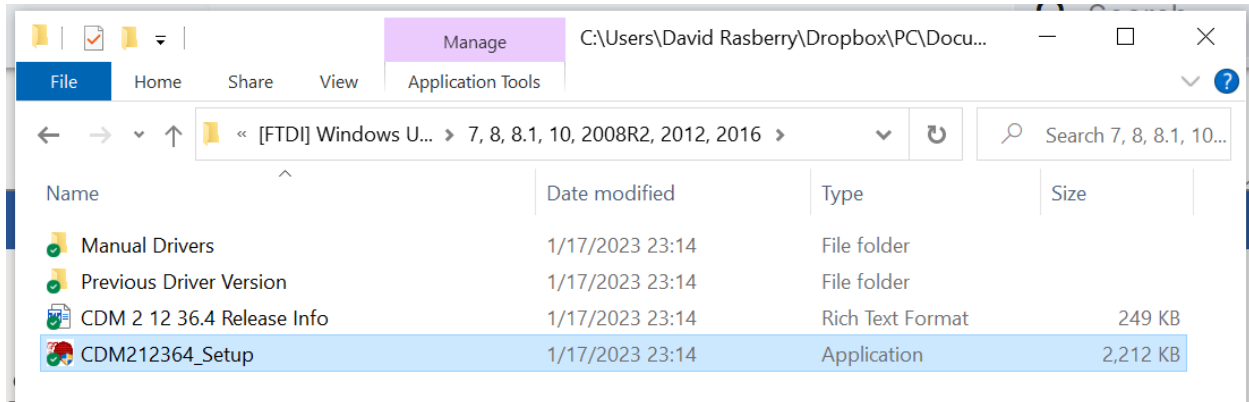 Manage C:\Users\David Rasberry\Dropbox\PC\Docu...
File Home Share View Application Tools ?
« [FTDI] Windows U... > 7, 8, 8.1, 10, 2008R2, 2012, 2016 > Search 7, 8, 8.1, 10...
Name Date modified Type Size
Manual Drivers 1/17/2023 23:14 File folder
Previous Driver Version 1/17/2023 23:14 File folder
CDM 2 12 36.4 Release Info 1/17/2023 23:14 Rich Text Format 249 KB
CDM212364_Setup 1/17/2023 23:14 Application 2,212 KB